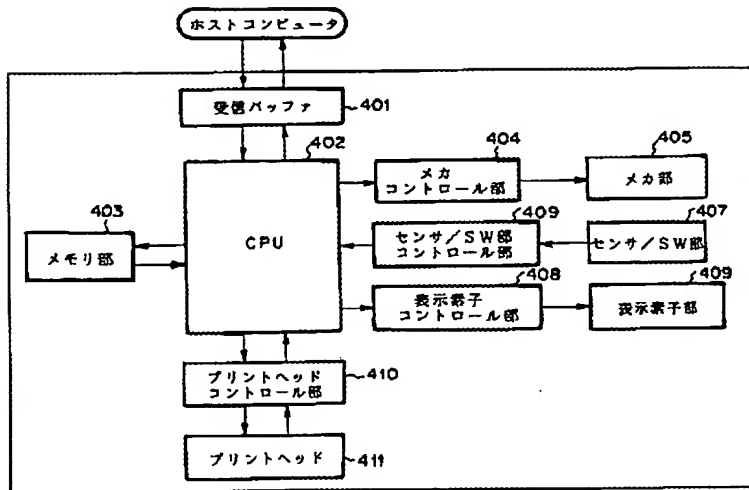 ホストコンピュータ
受信バッファ
401
402
404
405
メカ
コントロール部
メカ部
403
CPU
409
407
メモリ部
センサ/SW部
コントロール部
センサ/SW部
408
409
表示素子
コントロール部
表示素子部
プリントヘッド
コントロール部
410
プリントヘッド
411